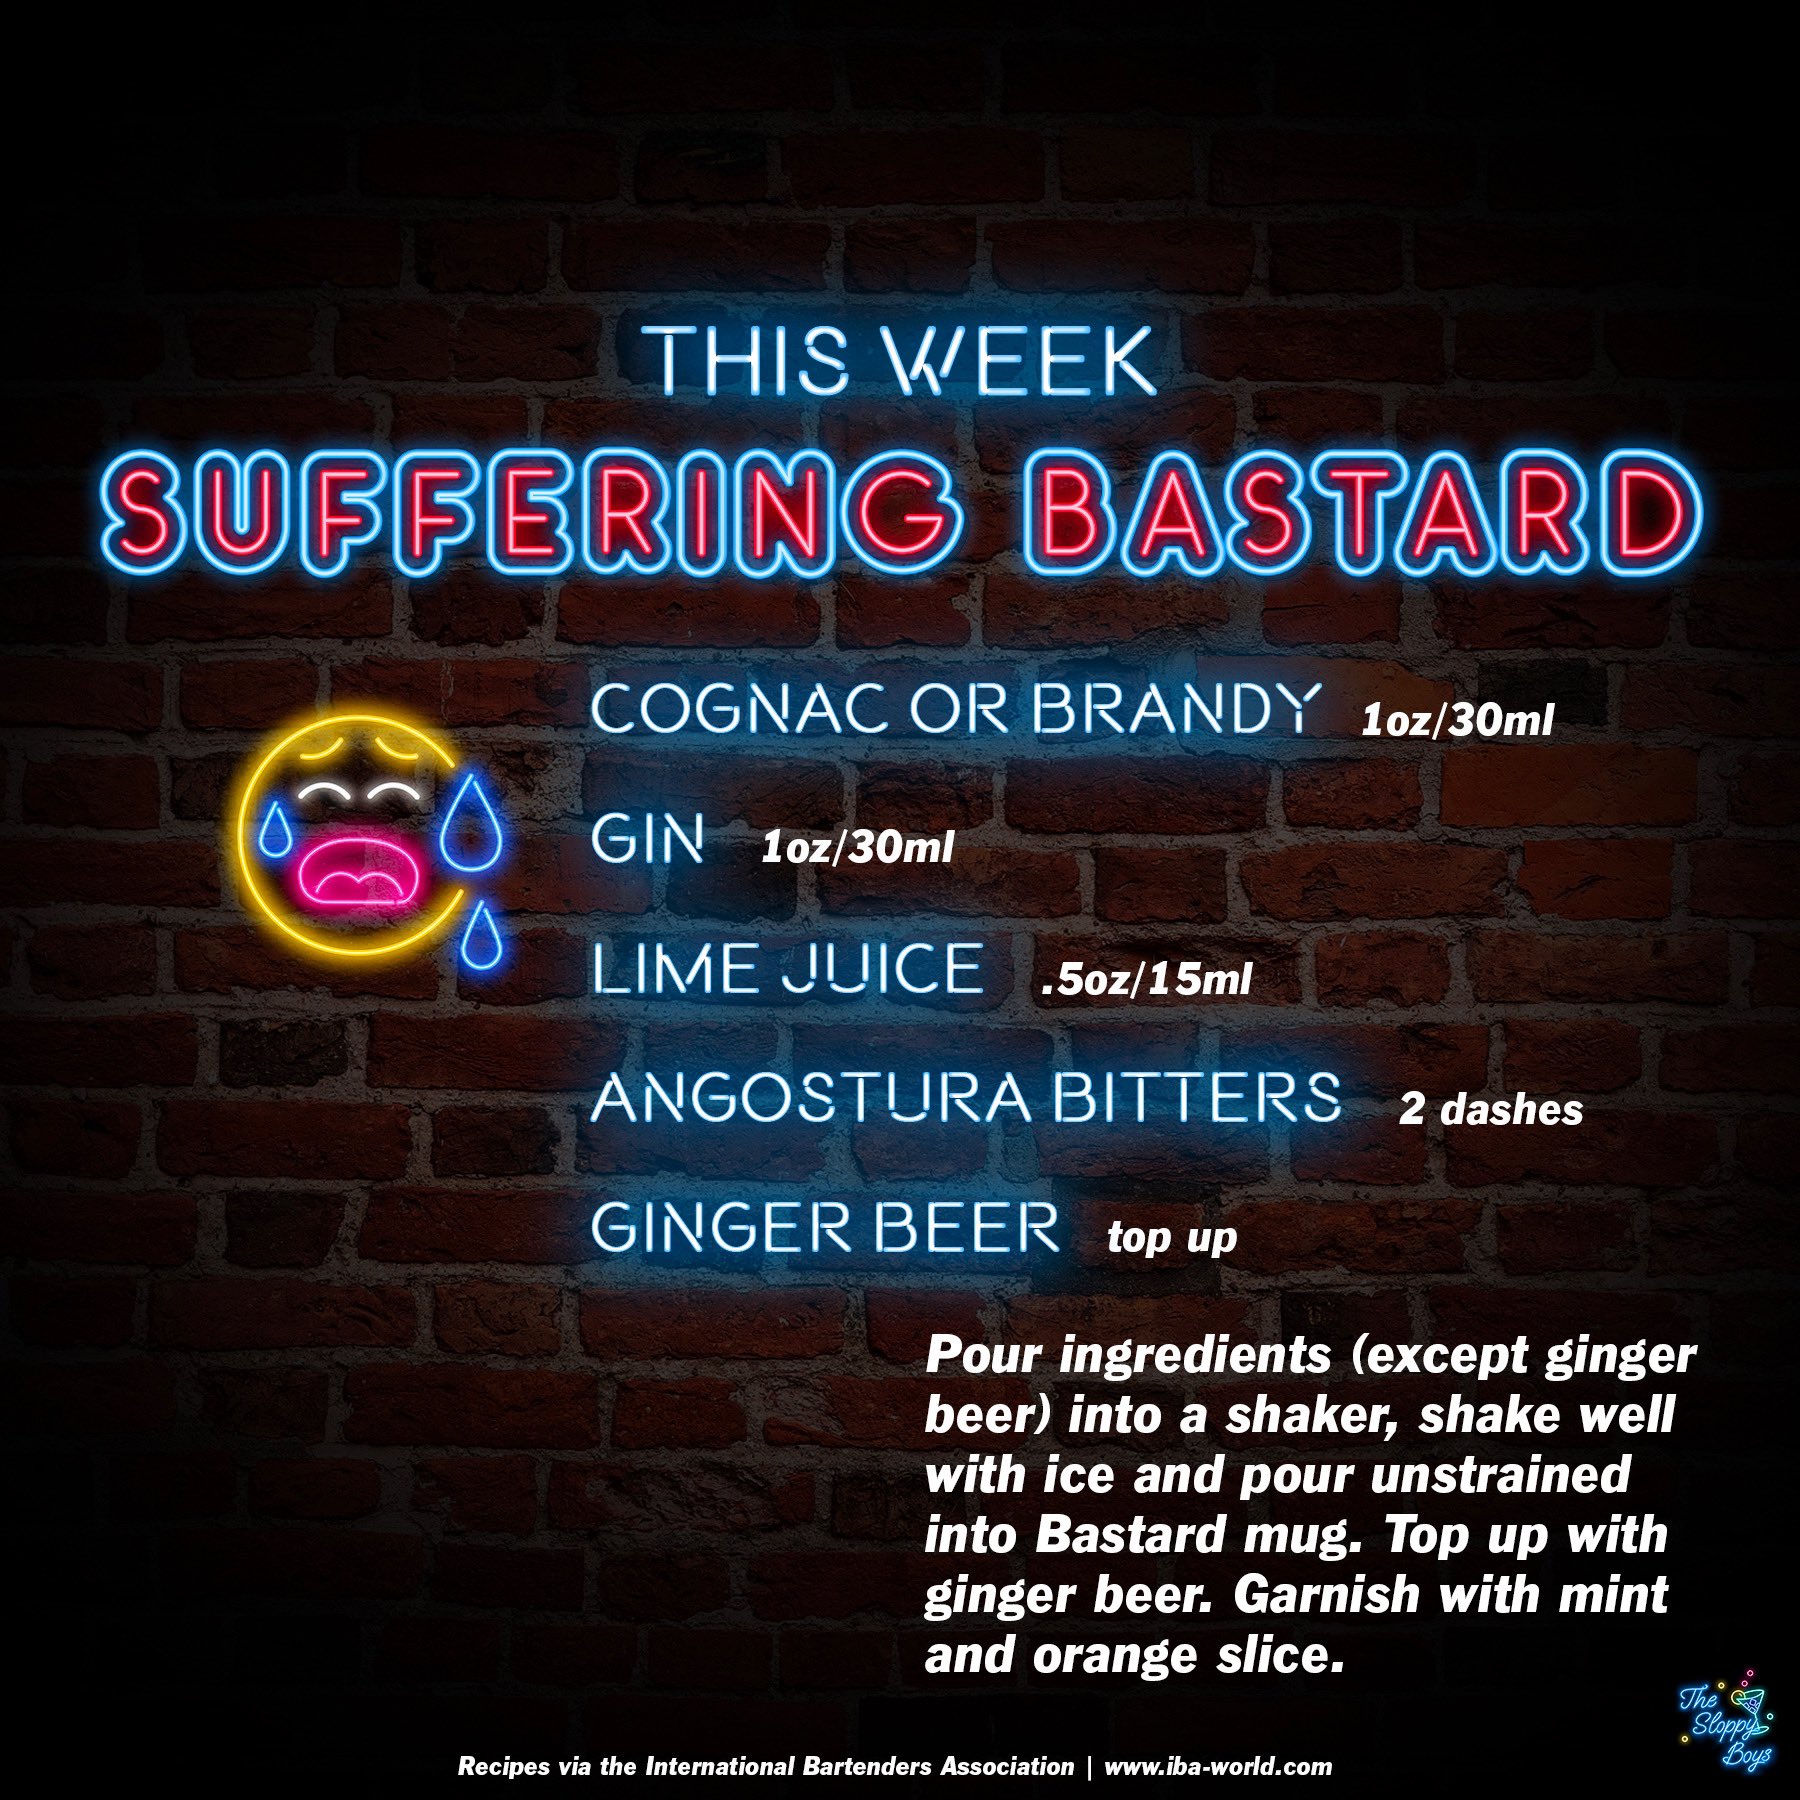 THIS WEEK
SUFFERING BASTARD
COGNAC OR BRANDY 1oz/30ml
GIN 1oz/30ml
LIME JUICE .5oz/15ml
ANGOSTURA BITTERS 2 dashes
GINGER BEER top up
Pour ingredients (except ginger
beer) into a shaker, shake well
with ice and pour unstrained
into Bastard mug. Top up with
ginger beer. Garnish with mint
and orange slice.
The
Sloppy
Boys
Recipes via the International Bartenders Association | www.iba-world.com